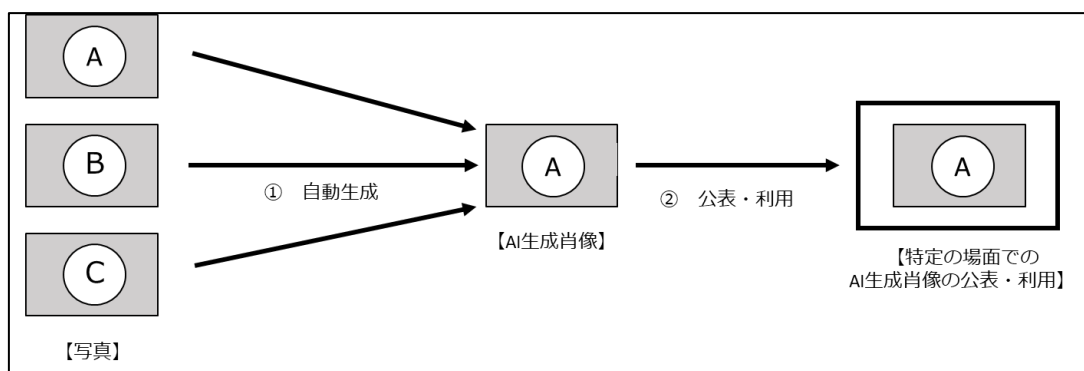 A
B
C
【写真】
① 自動生成
A
【AI生成肖像】
② 公表・利用
A
【特定の場面での
AI生成肖像の公表・利用】